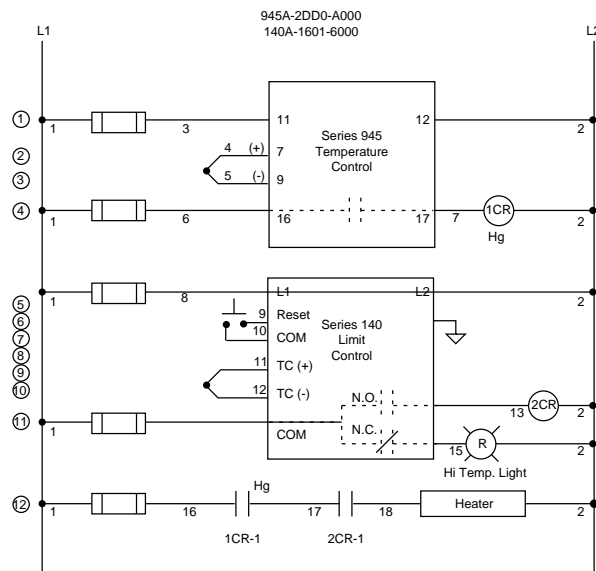 945A-2DD0-A000
140A-1601-6000
L1 L2
1 1 3 11 12 2
Series 945
Temperature
Control
2 4 (+) 7
3 5 (-) 9
4 1 6 16 17 7 1CR 2
Hg
1 8 L1 L2 2
5
6 9 Reset
7 10 COM
Series 140
Limit
Control
8
9 11 TC (+)
10 12 TC (-)
N.O. 13 2CR 2
11 1 COM N.C. 15 R 2
Hi Temp. Light
12 1 16 Hg 17 18 Heater 2
1CR-1 2CR-1